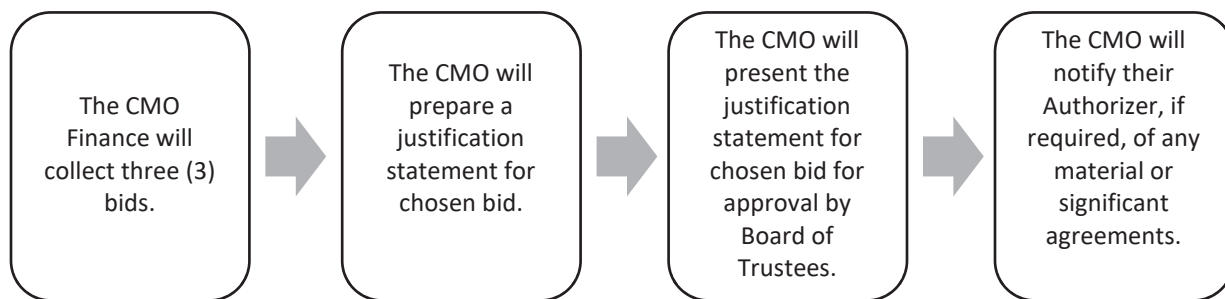 The CMO
Finance will
collect three (3)
bids.
The CMO will
prepare a
justification
statement for
chosen bid.
The CMO will
present the
justification
statement for
chosen bid for
approval by
Board of
Trustees.
The CMO will
notify their
Authorizer, if
required, of any
material or
significant
agreements.